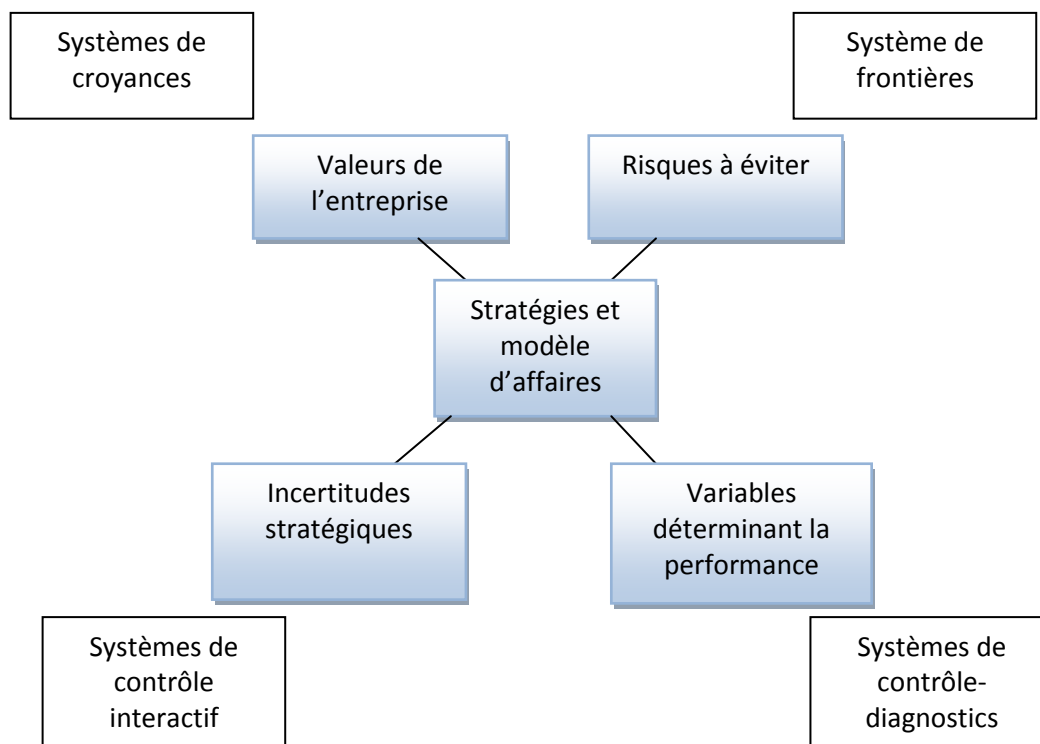 Systèmes de
croyances
Système de
frontières
Valeurs de
l’entreprise
Risques à éviter
Stratégies et
modèle
d’affaires
Incertitudes
stratégiques
Variables
déterminant la
performance
Systèmes de
contrôle
interactif
Systèmes de
contrôle-
diagnostics